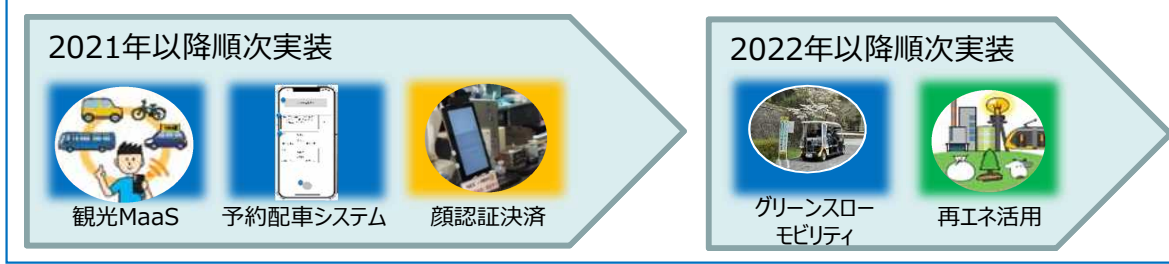 2021年以降順次実装
観光MaaS
予約配車システム
顔認証決済
2022年以降順次実装
グリーンスロー
モビリティ
再エネ活用